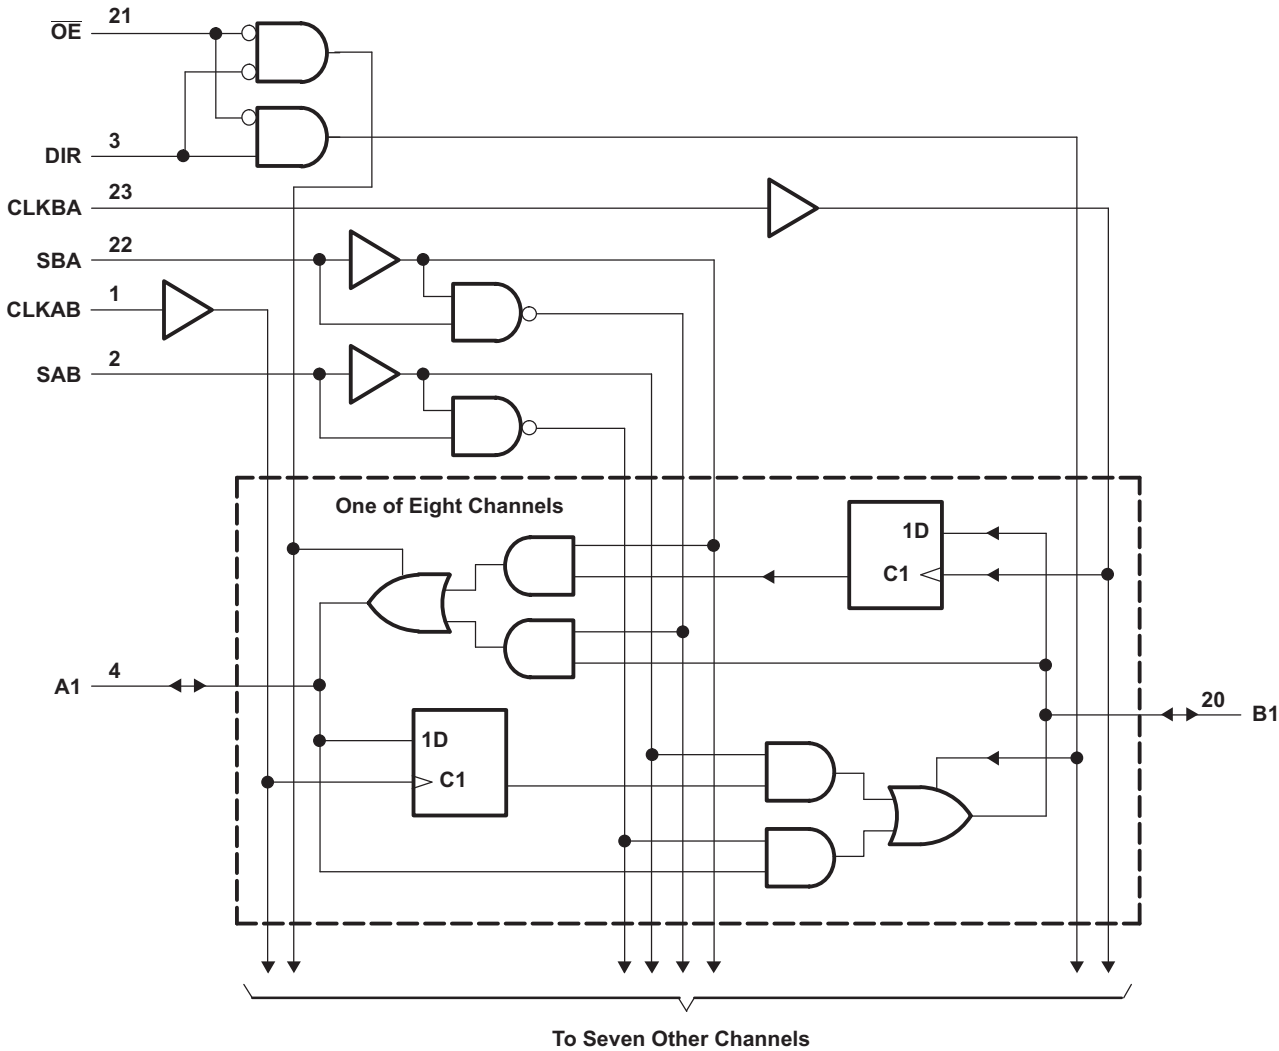 OE 21
DIR 3
CLKBA 23
SBA 22
CLKAB 1
SAB 2
One of Eight Channels
1D
C1
A1 4
20 B1
1D
C1
To Seven Other Channels